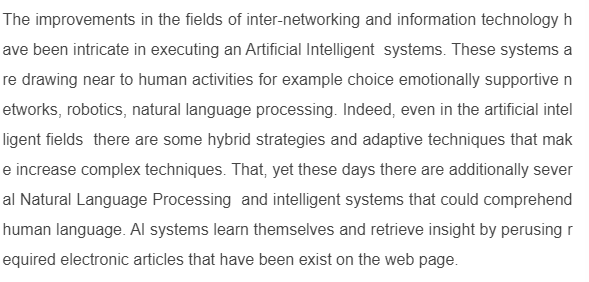 The improvements in the fields of inter-networking and information technology h
ave been intricate in executing an Artificial Intelligent  systems. These systems a
re drawing near to human activities for example choice emotionally supportive n
etworks, robotics, natural language processing. Indeed, even in the artificial intel
ligent fields  there are some hybrid strategies and adaptive techniques that mak
e increase complex techniques. That, yet these days there are additionally sever
al Natural Language Processing  and intelligent systems that could comprehend
human language. AI systems learn themselves and retrieve insight by perusing r
equired electronic articles that have been exist on the web page.